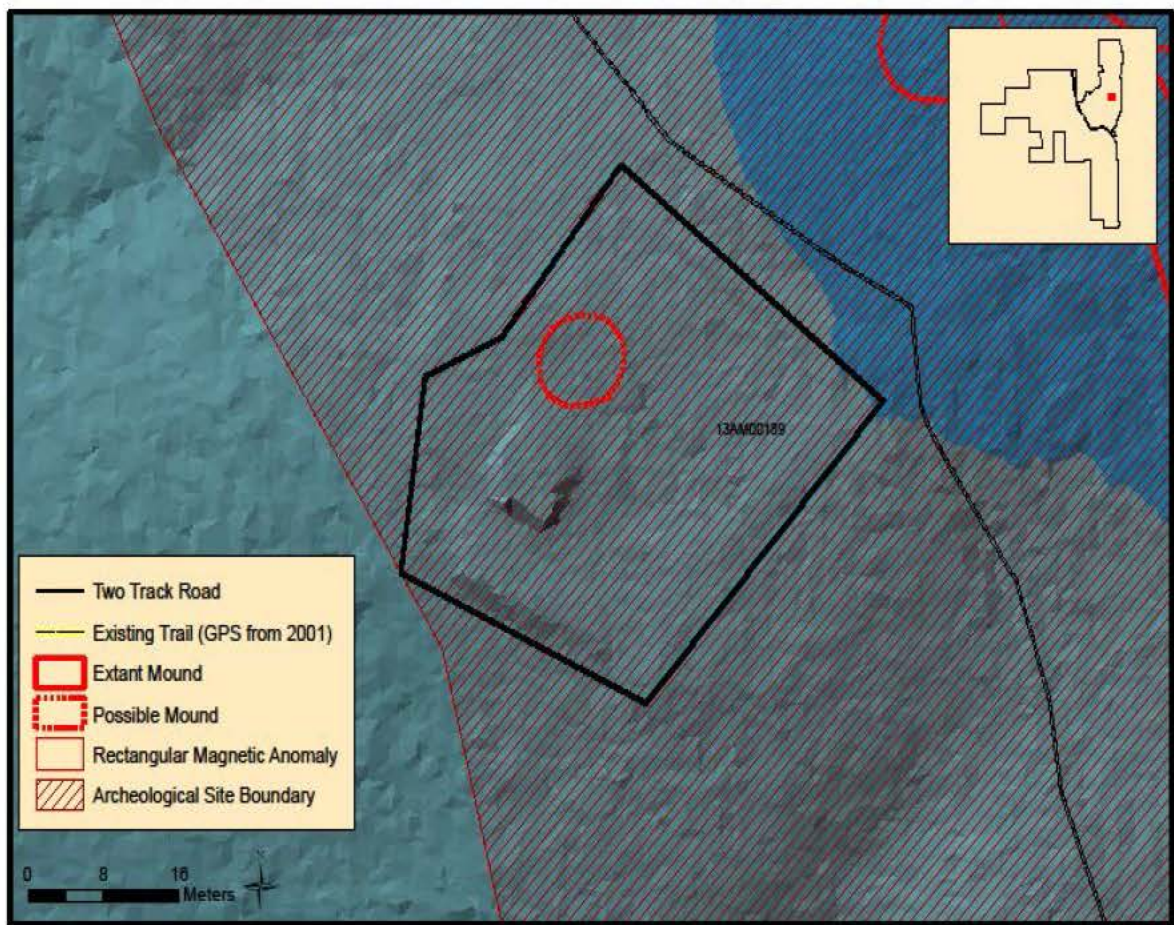 13AM00189
Two Track Road
Existing Trail (GPS from 2001)
Extant Mound
Possible Mound
Rectangular Magnetic Anomaly
Archeological Site Boundary
0 8 16
Meters